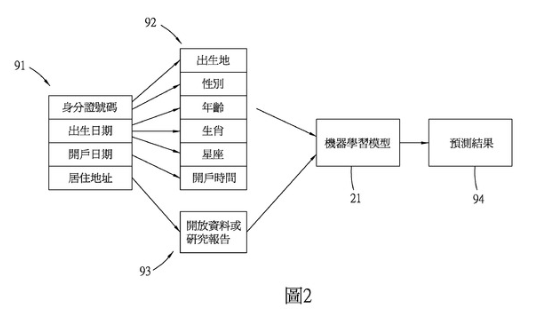 92
91
出生地
性別
年齡
生肖
星座
開戶時間
身分證號碼
出生日期
開戶日期
居住地址
開放資料或
研究報告
93
機器學習模型
21
預測結果
94
圖2